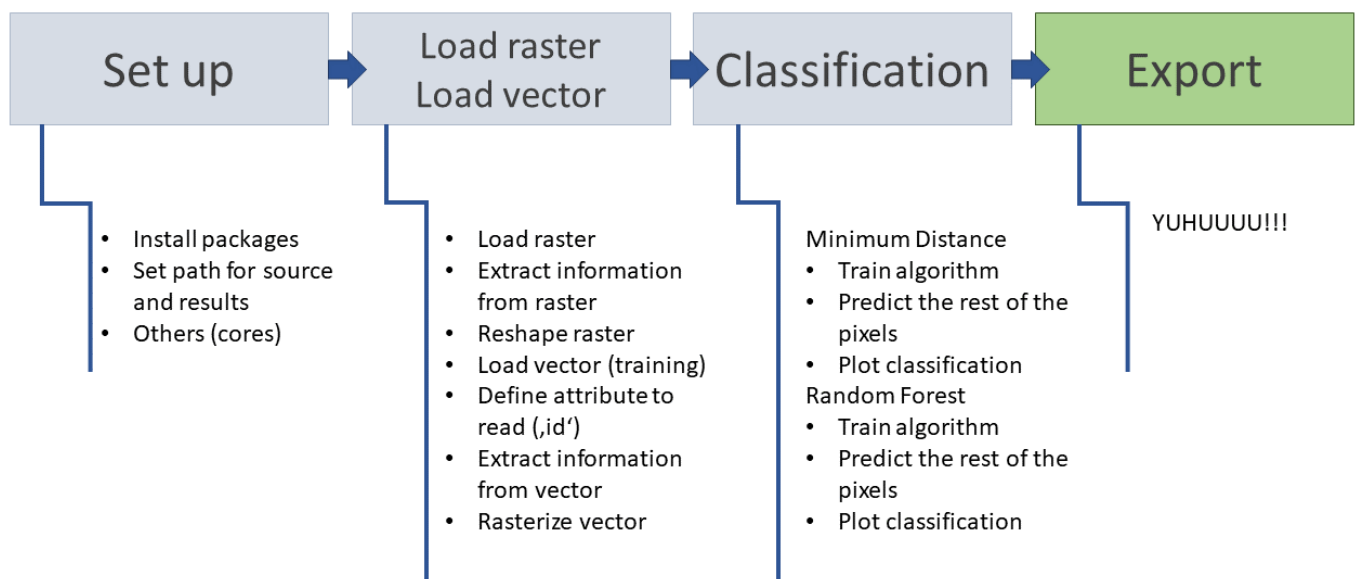 Set up
Load raster
Load vector
Classification
Export
• Install packages
• Set path for source
and results
• Others (cores)
• Load raster
• Extract information
from raster
• Reshape raster
• Load vector (training)
• Define attribute to
read (‚id‘)
• Extract information
from vector
• Rasterize vector
Minimum Distance
• Train algorithm
• Predict the rest of the
pixels
• Plot classification
Random Forest
• Train algorithm
• Predict the rest of the
pixels
• Plot classification
YUHUUUU!!!